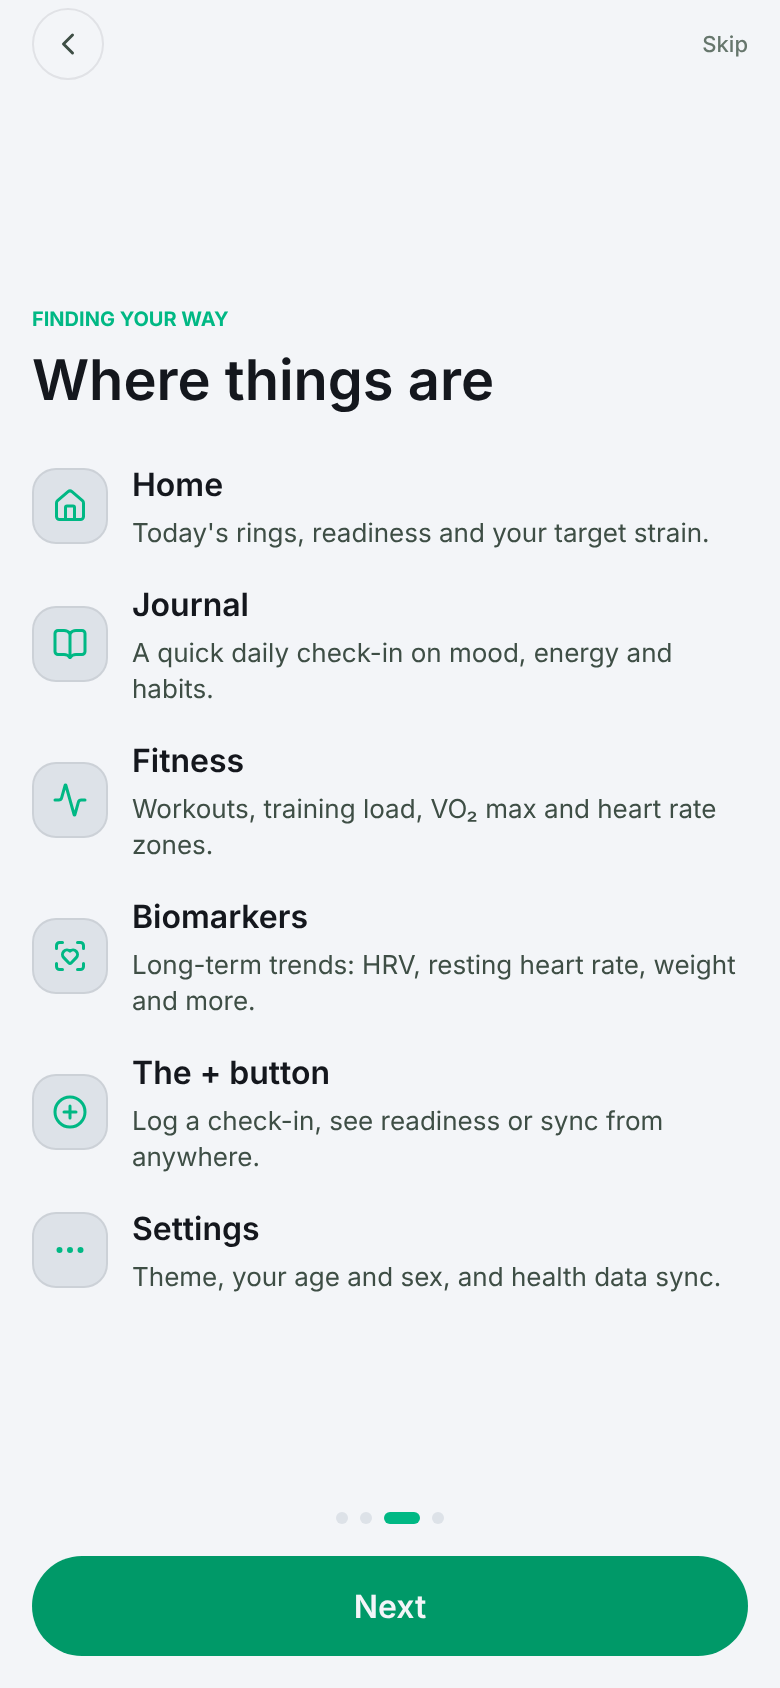 Skip
FINDING YOUR WAY
Where things are
Home
Today's rings, readiness and your target strain.
Journal
A quick daily check-in on mood, energy and
habits.
Fitness
Workouts, training load, VO₂ max and heart rate
zones.
Biomarkers
Long-term trends: HRV, resting heart rate, weight
and more.
The + button
Log a check-in, see readiness or sync from
anywhere.
Settings
Theme, your age and sex, and health data sync.
Next